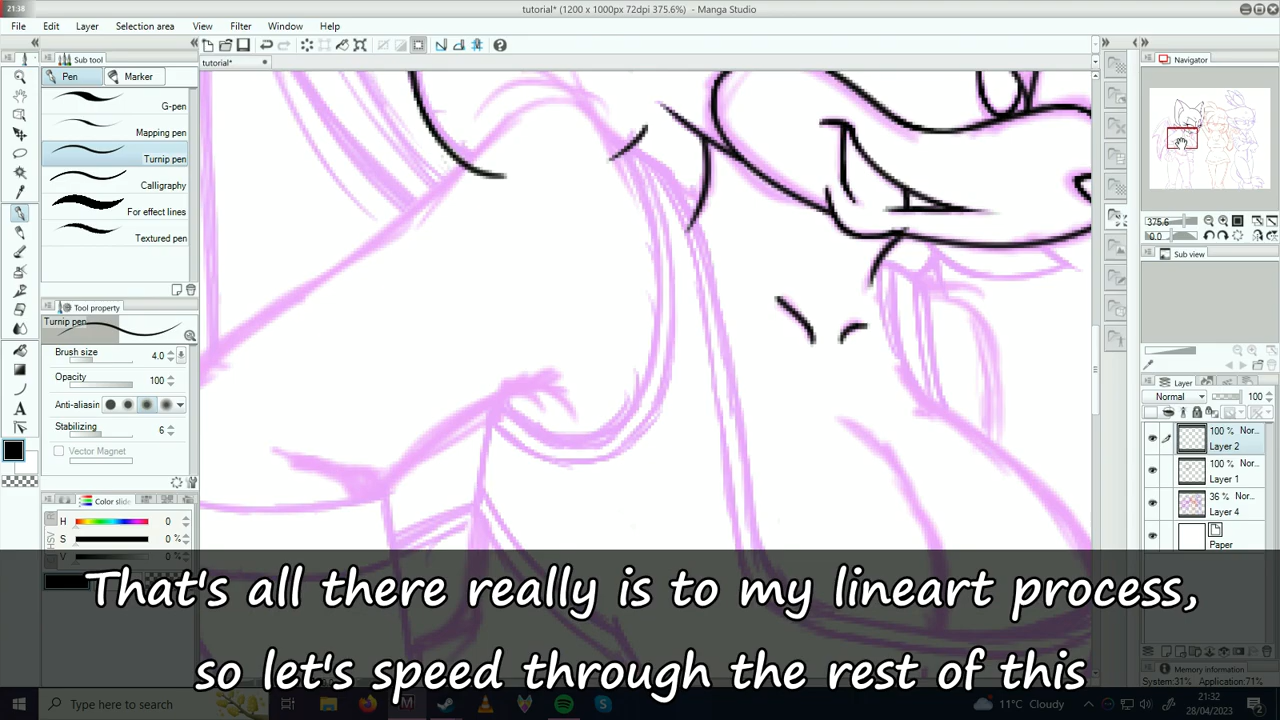 21:38
tutorial* (1200 x 1000px 72dpi 375.6%) - Manga Studio
File Edit Layer Selection area View Filter Window Help
Sub tool
tutorial*
Navigator
Pen Marker
G-pen
Mapping pen
Turnip pen
Calligraphy
For effect lines
Textured pen
375.6
0.0
Sub view
Tool property
Turnip pen
Brush size 4.0
Opacity 100
Anti-aliasin
Stabilizing 6
Vector Magnet
Layer
Normal 100
100 % Nor...
Layer 2
100 % Nor...
Layer 1
36 % Nor...
Layer 4
Paper
Color slide
H 0
S 0 %
V 0 %
That's all there really is to my lineart process,
so let's speed through the rest of this
Memory information
System:31% Application:71%
Type here to search
11°C Cloudy
21:32
28/04/2023